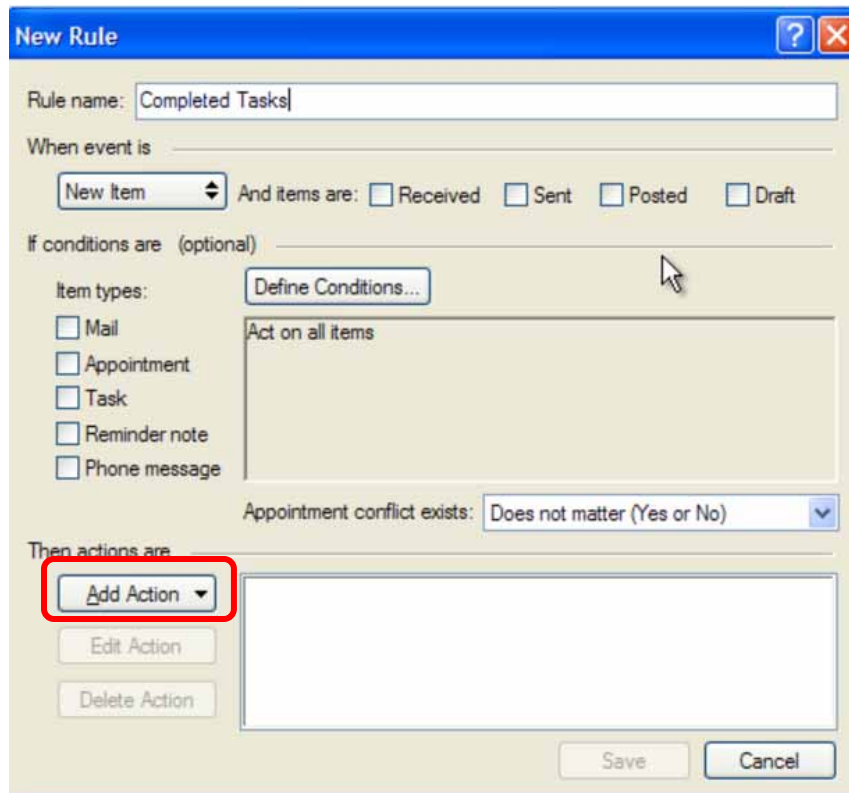 New Rule
Rule name: Completed Tasks
When event is
New Item And items are: Received Sent Posted Draft
If conditions are (optional)
Item types: Define Conditions...
Mail Act on all items
Appointment
Task
Reminder note
Phone message
Appointment conflict exists: Does not matter (Yes or No)
Then actions are
Add Action
Edit Action
Delete Action
Save Cancel